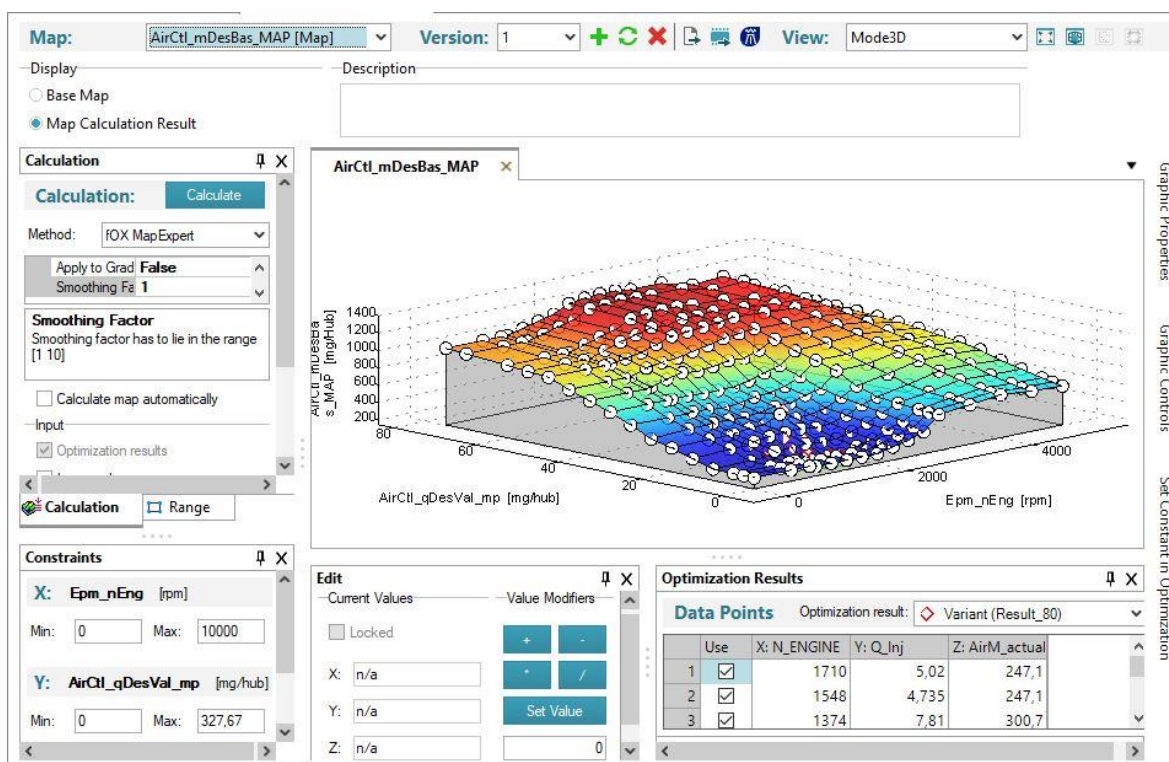 Map: AirCtl_mDesBas_MAP [Map] Version: 1 View: Mode3D
Display Description
Base Map
Map Calculation Result
Calculation
Calculation: Calculate
Method: fOX MapExpert
Apply to Grad False
Smoothing Fa 1
Smoothing Factor
Smoothing factor has to lie in the range
[1 10]
Calculate map automatically
Input
Optimization results
Calculation Range
AirCtl_mDesBas_MAP
AirCtl_mDesBa
s_MAP [mg/Hub]
1400
1200
1000
800
600
400
200
80
60
40
20
0
AirCtl_qDesVal_mp [mg/hub]
0
2000
4000
Epm_nEng [rpm]
Graphic Properties
Graphic Controls
Set Constant in Optimization
Constraints
X: Epm_nEng [rpm]
Min: 0 Max: 10000
Y: AirCtl_qDesVal_mp [mg/hub]
Min: 0 Max: 327,67
Edit
Current Values Value Modifiers
Locked
+ -
* /
X: n/a
Y: n/a Set Value
Z: n/a 0
Optimization Results
Data Points Optimization result: Variant (Result_80)
Use X: N_ENGINE Y: Q_Inj Z: AirM_actual
1 1710 5,02 247,1
2 1548 4,735 247,1
3 1374 7,81 300,7